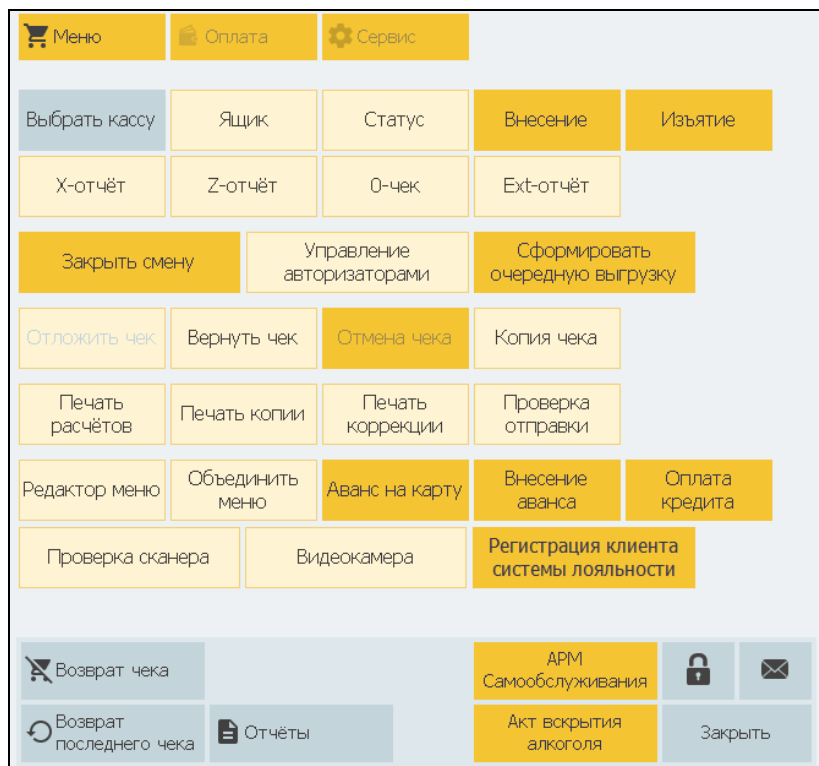 Меню Оплата Сервис
Выбрать кассу Ящик Статус Внесение Изъятие
X-отчёт Z-отчёт 0-чек Ext-отчёт
Закрыть смену
Управление
авторизаторами
Сформировать
очередную выгрузку
Отложить чек Вернуть чек Отмена чека Копия чека
Печать
расчётов
Печать копии
Печать
коррекции
Проверка
отправки
Редактор меню
Объединить
меню
Аванс на карту
Внесение
аванса
Оплата
кредита
Проверка сканера Видеокамера
Регистрация клиента
системы лояльности
Возврат чека
АРМ
Самообслуживания
Возврат
последнего чека
Отчёты
Акт вскрытия
алкоголя
Закрыть